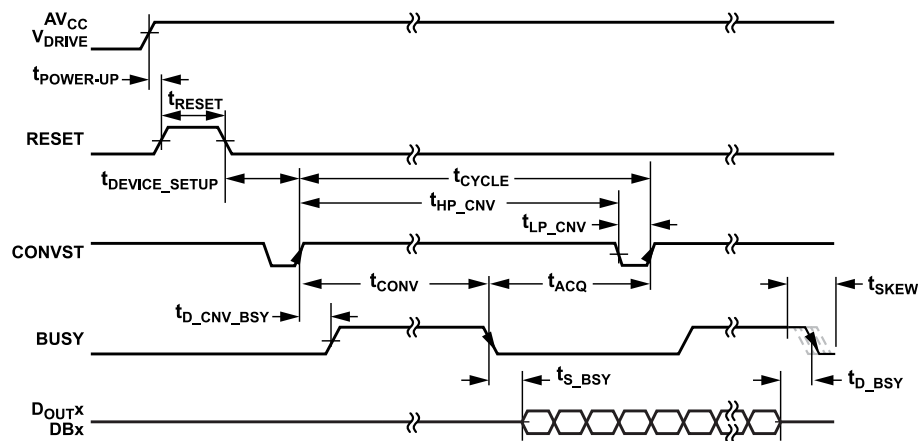 AVCC
VDRIVE
tPOWER-UP
tRESET
RESET
tDEVICE_SETUP
tCYCLE
tHP_CNV
tLP_CNV
CONVST
tCONV
tACQ
tSKEW
tD_CNV_BSY
BUSY
tS_BSY
tD_BSY
DOUTx
DBx